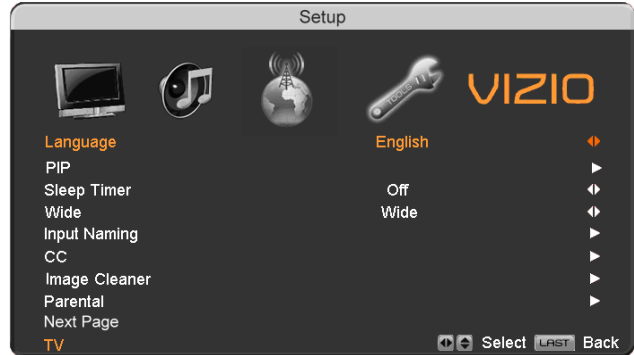 Setup
TOOLS
VIZIO
Language English
PIP
Sleep Timer Off
Wide Wide
Input Naming
CC
Image Cleaner
Parental
Next Page
TV Select LAST Back